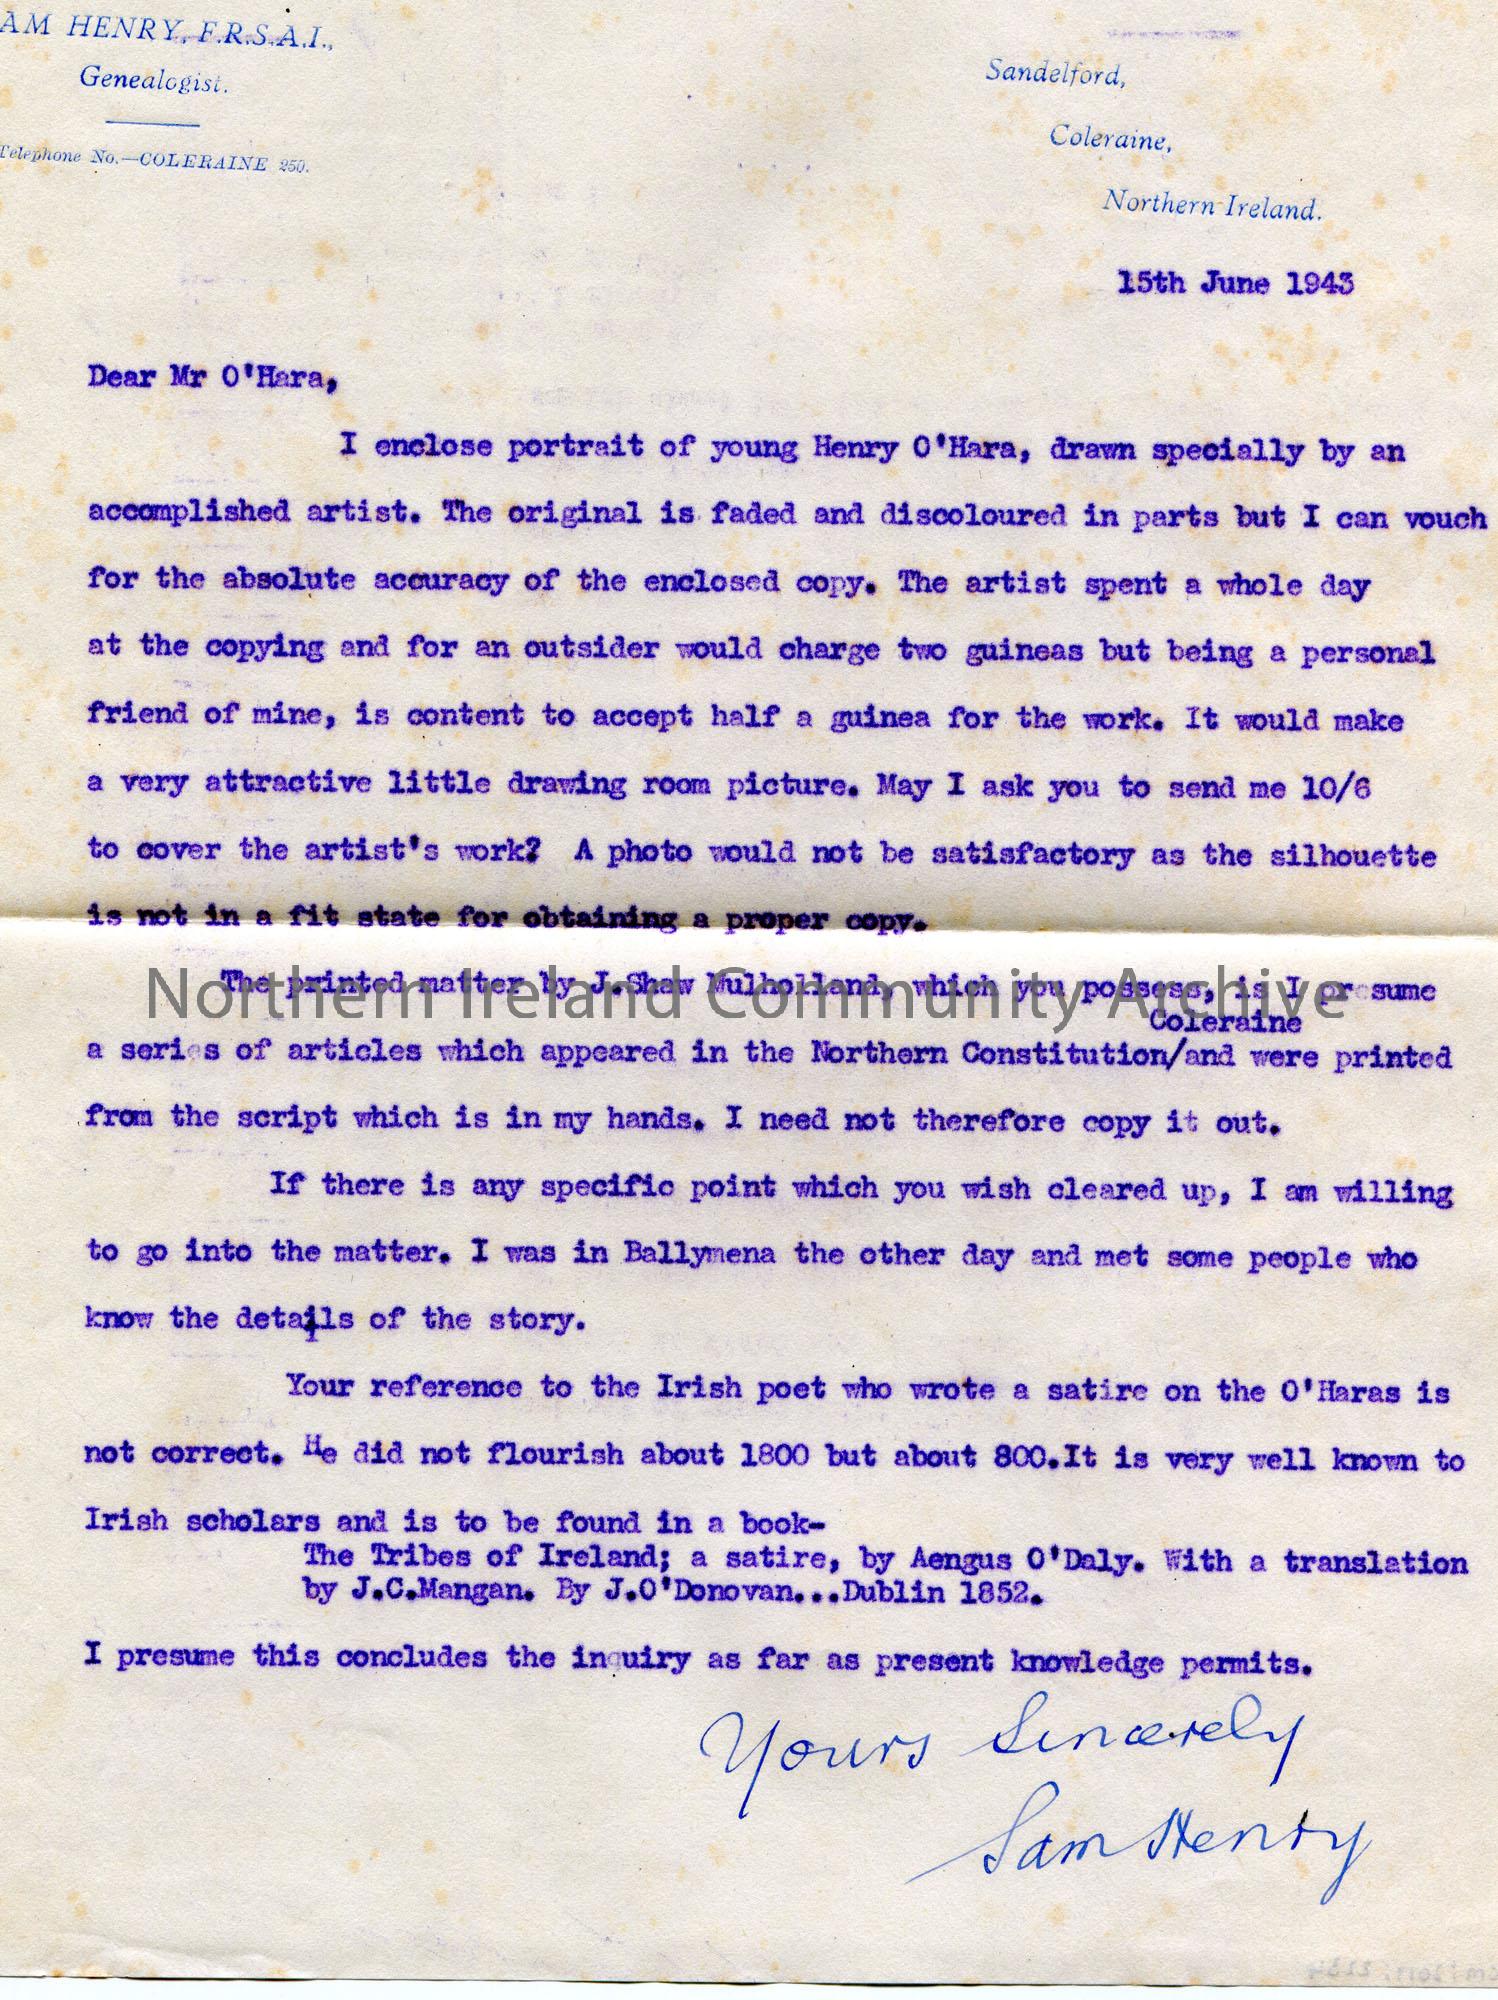 AM HENRY, F.R.S.A.I.,
Genealogist.
Telephone No.—COLERAINE 250.
Sandelford,
Coleraine,
Northern Ireland.
15th June 1943
Dear Mr O'Hara,
I enclose portrait of young Henry O'Hara, drawn specially by an
accomplished artist. The original is faded and discoloured in parts but I can vouch
for the absolute accuracy of the enclosed copy. The artist spent a whole day
at the copying and for an outsider would charge two guineas but being a personal
friend of mine, is content to accept half a guinea for the work. It would make
a very attractive little drawing room picture. May I ask you to send me 10/6
to cover the artist's work? A photo would not be satisfactory as the silhouette
is not in a fit state for obtaining a proper copy.
The printed matter by J.Shaw Mulholland, which you possess, is I presume
Northern Ireland Community Archive
Coleraine
a series of articles which appeared in the Northern Constitution/and were printed
from the script which is in my hands. I need not therefore copy it out.
If there is any specific point which you wish cleared up, I am willing
to go into the matter. I was in Ballymena the other day and met some people who
know the details of the story.
Your reference to the Irish poet who wrote a satire on the O'Haras is
not correct. He did not flourish about 1800 but about 800.It is very well known to
Irish scholars and is to be found in a book-
The Tribes of Ireland; a satire, by Aengus O'Daly. With a translation
by J.C.Mangan. By J.O'Donovan...Dublin 1852.
I presume this concludes the inquiry as far as present knowledge permits.
Yours Sincerely
Sam Henry